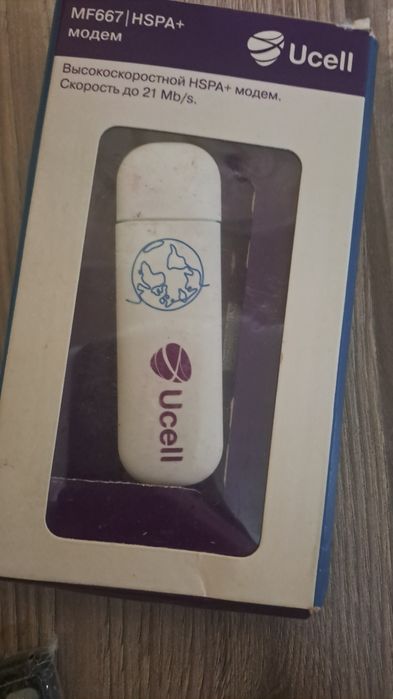 MF667|HSPA+
модем
Ucell
Высокоскоростной HSPA+ модем.
Скорость до 21 Mb/s.
Ucell